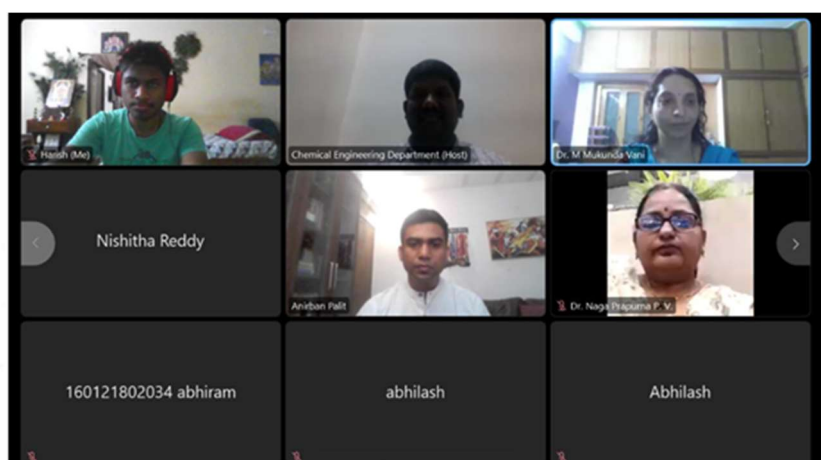 Harish (Me)
Chemical Engineering Department (Host)
Dr. M Mukunda Vani
Nishitha Reddy
Anirban Palit
Dr. Naga Prapurna P. V.
160121802034 abhiram
abhilash
Abhilash